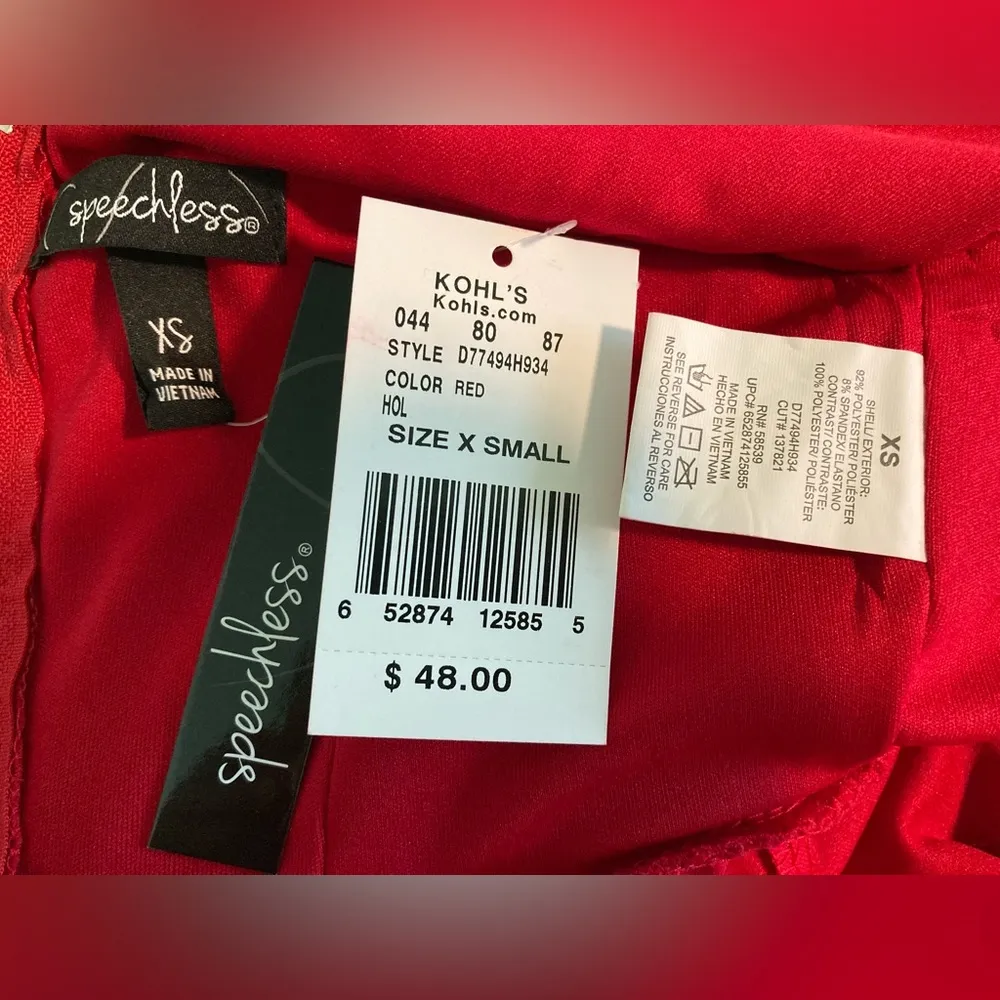 speechless®
XS
MADE IN
VIETNAM
speechless®
KOHL'S
Kohls.com
044 80 87
STYLE D77494H934
COLOR RED
HOL
SIZE X SMALL
6 52874 12585 5
$ 48.00
XS
SHELL/EXTERIOR:
92% POLYESTER/POLIÉSTER
8% SPANDEX/ELASTANO
CONTRAST/CONTRASTE:
100% POLYESTER/POLIÉSTER
D77494H934
CUT# 137821
RN# 58539
UPC# 652874125855
MADE IN VIETNAM
HECHO EN VIETNAM
SEE REVERSE FOR CARE
INSTRUCCIONES AL REVERSO